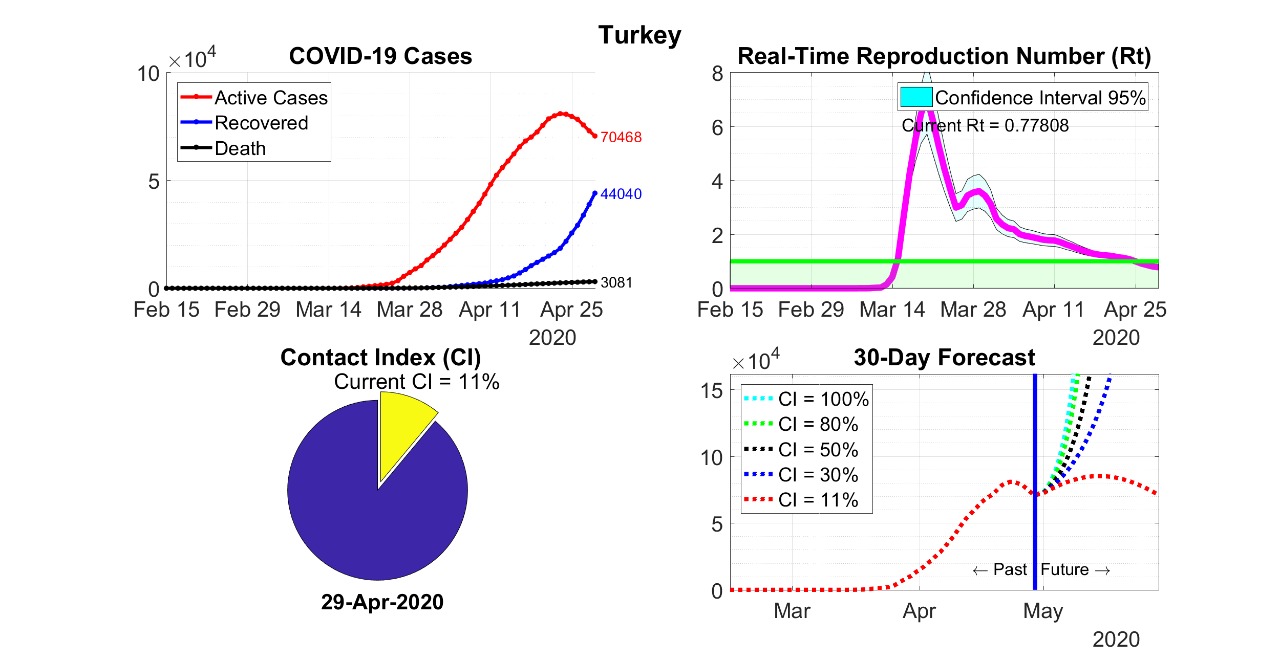 Turkey
COVID-19 Cases
×10⁴
10
5
0
Active Cases
Recovered
Death
70468
44040
3081
Feb 15 Feb 29 Mar 14 Mar 28 Apr 11 Apr 25
2020
Real-Time Reproduction Number (Rt)
8
6
4
2
0
Confidence Interval 95%
Current Rt = 0.77808
Feb 15 Feb 29 Mar 14 Mar 28 Apr 11 Apr 25
2020
Contact Index (CI)
Current CI = 11%
29-Apr-2020
30-Day Forecast
×10⁴
15
10
5
0
CI = 100%
CI = 80%
CI = 50%
CI = 30%
CI = 11%
← Past Future →
Mar Apr May
2020